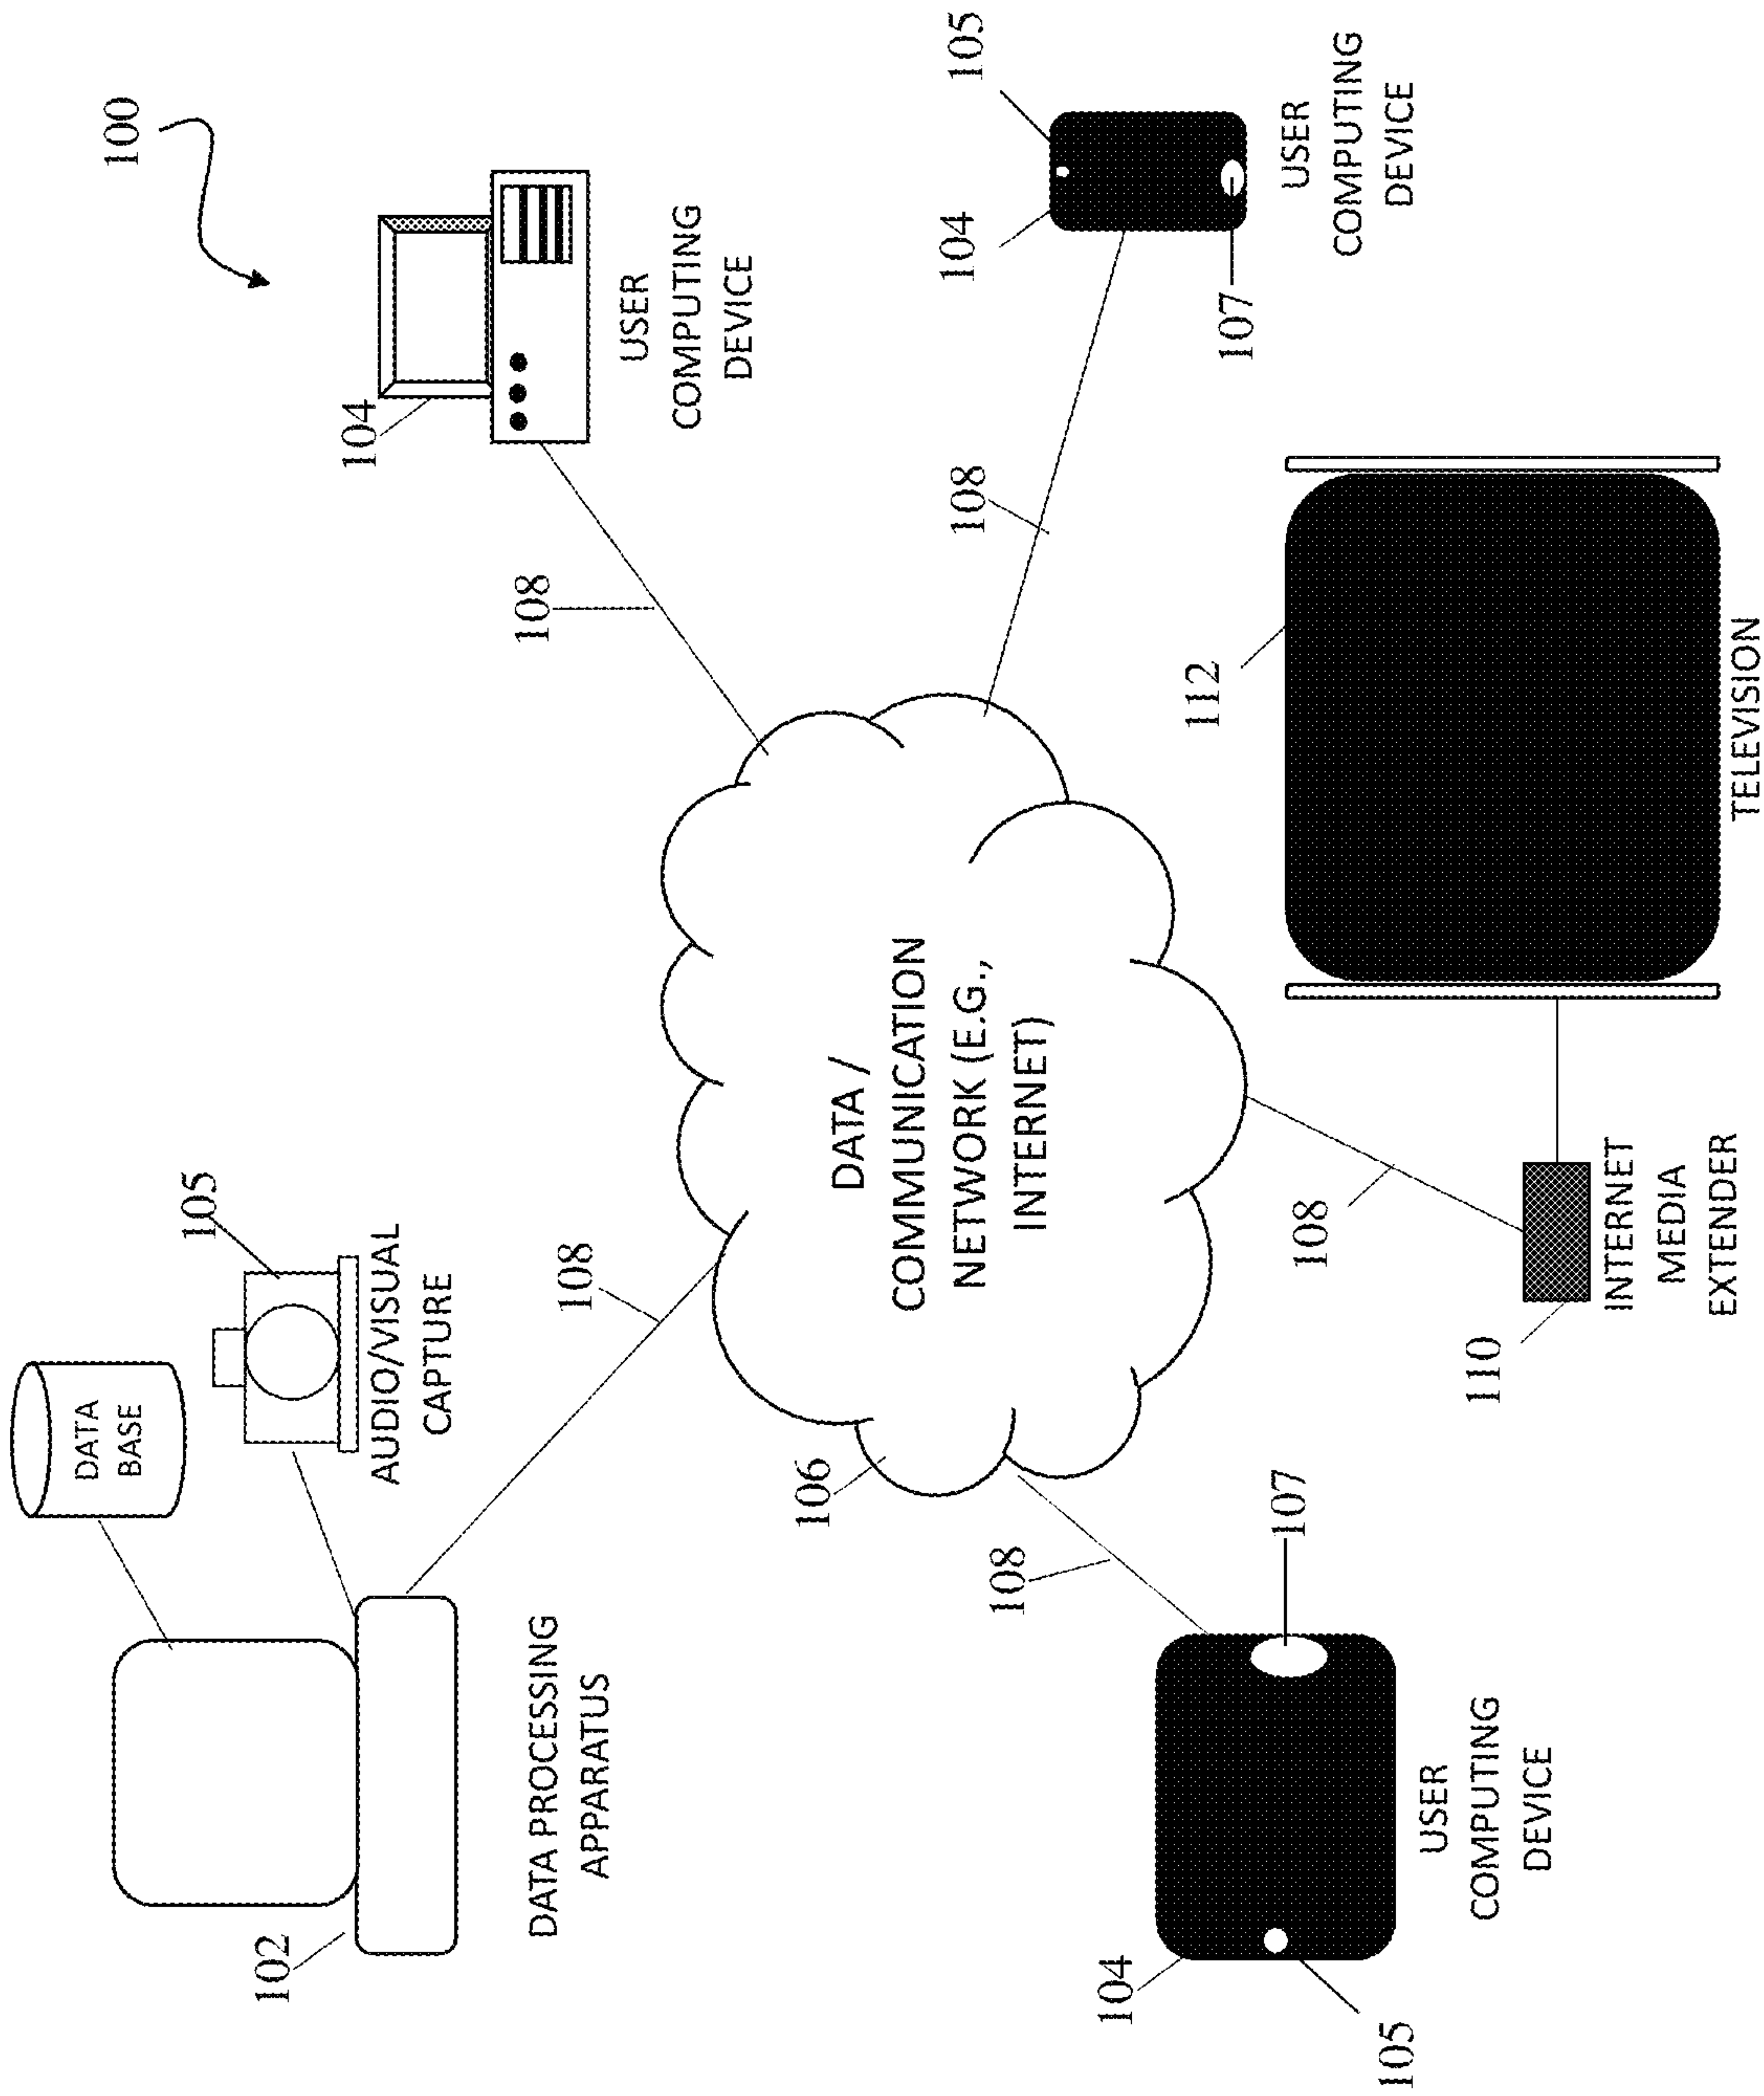 100
DATA
BASE
105
AUDIO/VISUAL
CAPTURE
102
DATA PROCESSING
APPARATUS
108
104
USER
COMPUTING
DEVICE
108
106
DATA /
COMMUNICATION
NETWORK (E.G.,
INTERNET)
108
104
105
107
USER
COMPUTING
DEVICE
108
104
105
107
USER
COMPUTING
DEVICE
108
110
INTERNET
MEDIA
EXTENDER
112
TELEVISION